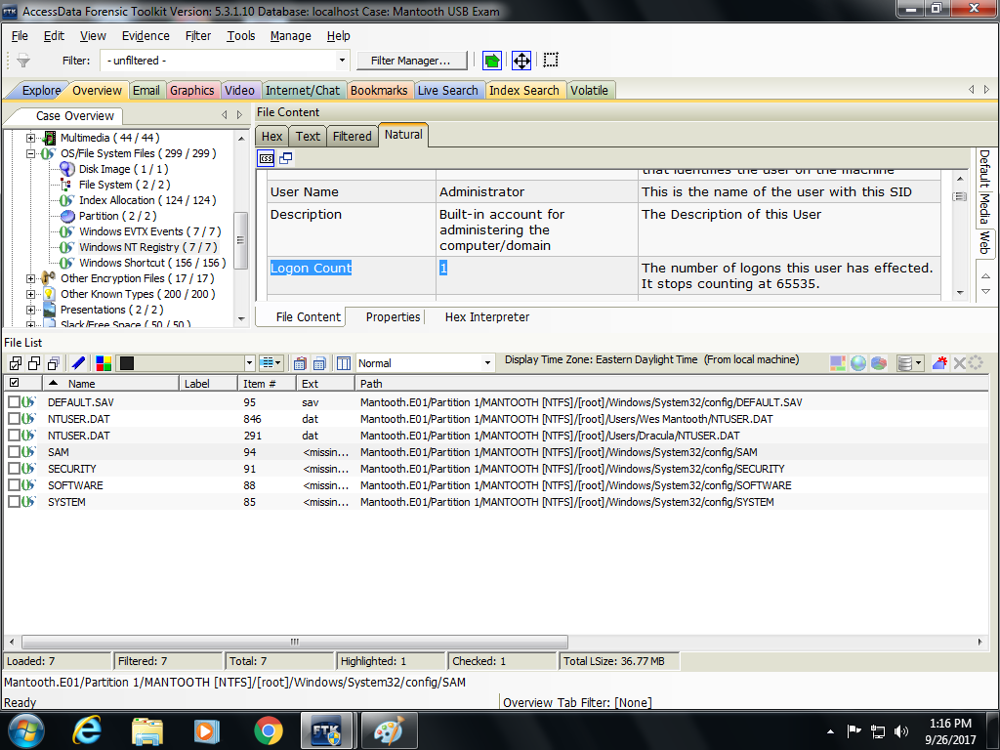 AccessData Forensic Toolkit Version: 5.3.1.10 Database: localhost Case: Mantooth USB Exam
File Edit View Evidence Filter Tools Manage Help
Filter: - unfiltered - Filter Manager...
Explore Overview Email Graphics Video Internet/Chat Bookmarks Live Search Index Search Volatile
Case Overview
Multimedia ( 44 / 44 )
OS/File System Files ( 299 / 299 )
Disk Image ( 1 / 1 )
File System ( 2 / 2 )
Index Allocation ( 124 / 124 )
Partition ( 2 / 2 )
Windows EVTX Events ( 7 / 7 )
Windows NT Registry ( 7 / 7 )
Windows Shortcut ( 156 / 156 )
Other Encryption Files ( 17 / 17 )
Other Known Types ( 200 / 200 )
Presentations ( 2 / 2 )
Slack/Free Space ( 50 / 50 )
File Content
Hex Text Filtered Natural
css
that identifies the user on the machine
User Name Administrator This is the name of the user with this SID
Description Built-in account for The Description of this User
administering the
computer/domain
Logon Count 1 The number of logons this user has effected.
It stops counting at 65535.
Default Media Web
File Content Properties Hex Interpreter
File List
Normal Display Time Zone: Eastern Daylight Time (From local machine)
Name Label Item # Ext Path
DEFAULT.SAV 95 sav Mantooth.E01/Partition 1/MANTOOTH [NTFS]/[root]/Windows/System32/config/DEFAULT.SAV
NTUSER.DAT 846 dat Mantooth.E01/Partition 1/MANTOOTH [NTFS]/[root]/Users/Wes Mantooth/NTUSER.DAT
NTUSER.DAT 291 dat Mantooth.E01/Partition 1/MANTOOTH [NTFS]/[root]/Users/Dracula/NTUSER.DAT
SAM 94 <missin... Mantooth.E01/Partition 1/MANTOOTH [NTFS]/[root]/Windows/System32/config/SAM
SECURITY 91 <missin... Mantooth.E01/Partition 1/MANTOOTH [NTFS]/[root]/Windows/System32/config/SECURITY
SOFTWARE 88 <missin... Mantooth.E01/Partition 1/MANTOOTH [NTFS]/[root]/Windows/System32/config/SOFTWARE
SYSTEM 85 <missin... Mantooth.E01/Partition 1/MANTOOTH [NTFS]/[root]/Windows/System32/config/SYSTEM
Loaded: 7 Filtered: 7 Total: 7 Highlighted: 1 Checked: 1 Total LSize: 36.77 MB
Mantooth.E01/Partition 1/MANTOOTH [NTFS]/[root]/Windows/System32/config/SAM
Ready Overview Tab Filter: [None]
FTK
1:16 PM
9/26/2017